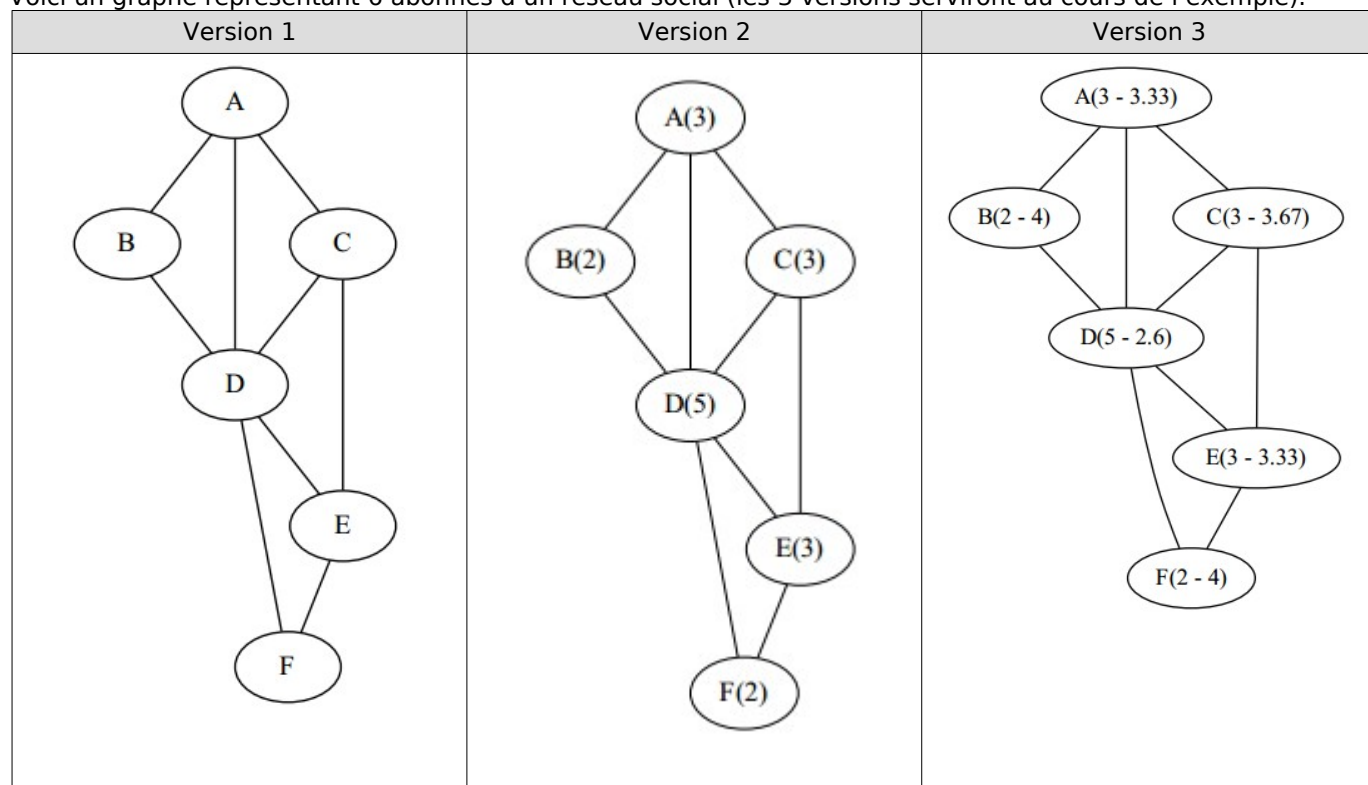 Voici un graphe représentant 6 abonnés d'un réseau social (les 3 versions serviront au cours de l'exemple).
Version 1
Version 2
Version 3
A
B
C
D
E
F
A(3)
B(2)
C(3)
D(5)
E(3)
F(2)
A(3 - 3.33)
B(2 - 4)
C(3 - 3.67)
D(5 - 2.6)
E(3 - 3.33)
F(2 - 4)